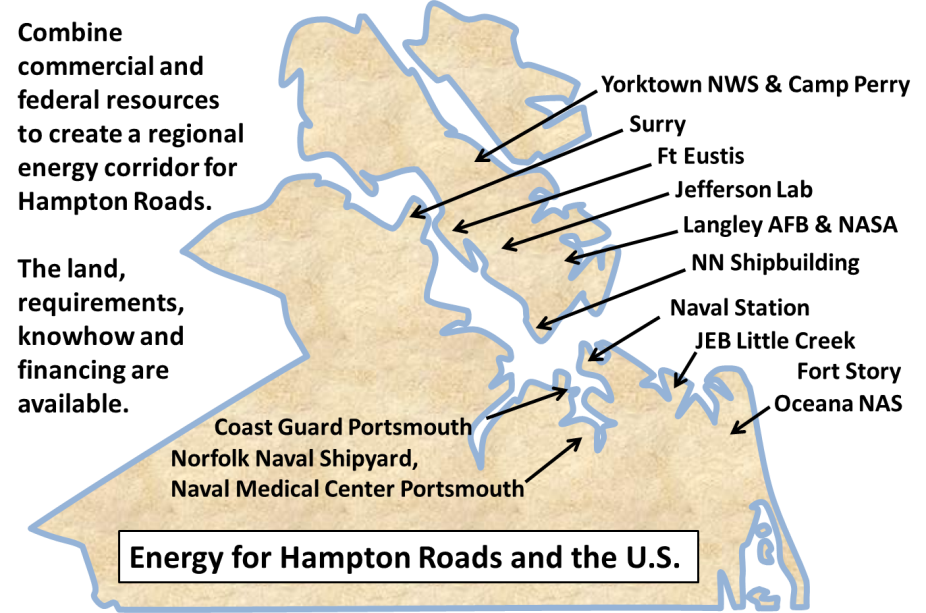 Combine
commercial and
federal resources
to create a regional
energy corridor for
Hampton Roads.
The land,
requirements,
knowhow and
financing are
available.
Yorktown NWS & Camp Perry
Surry
Ft Eustis
Jefferson Lab
Langley AFB & NASA
NN Shipbuilding
Naval Station
JEB Little Creek
Fort Story
Oceana NAS
Coast Guard Portsmouth
Norfolk Naval Shipyard,
Naval Medical Center Portsmouth
Energy for Hampton Roads and the U.S.